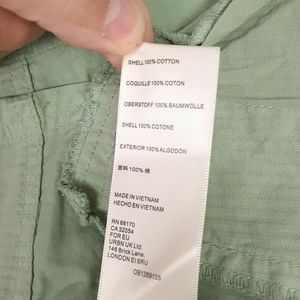 SHELL 100% COTTON
COQUILLE 100% COTON
OBERSTOFF 100% BAUMWOLLE
SHELL 100% COTONE
EXTERIOR 100% ALGODÓN
面料 100% 棉
MADE IN VIETNAM
HECHO EN VIETNAM
RN 66170
CA 32054
FOR EU
URBN UK Ltd.
146 Brick Lane,
LONDON EI 6RU
OB1289105